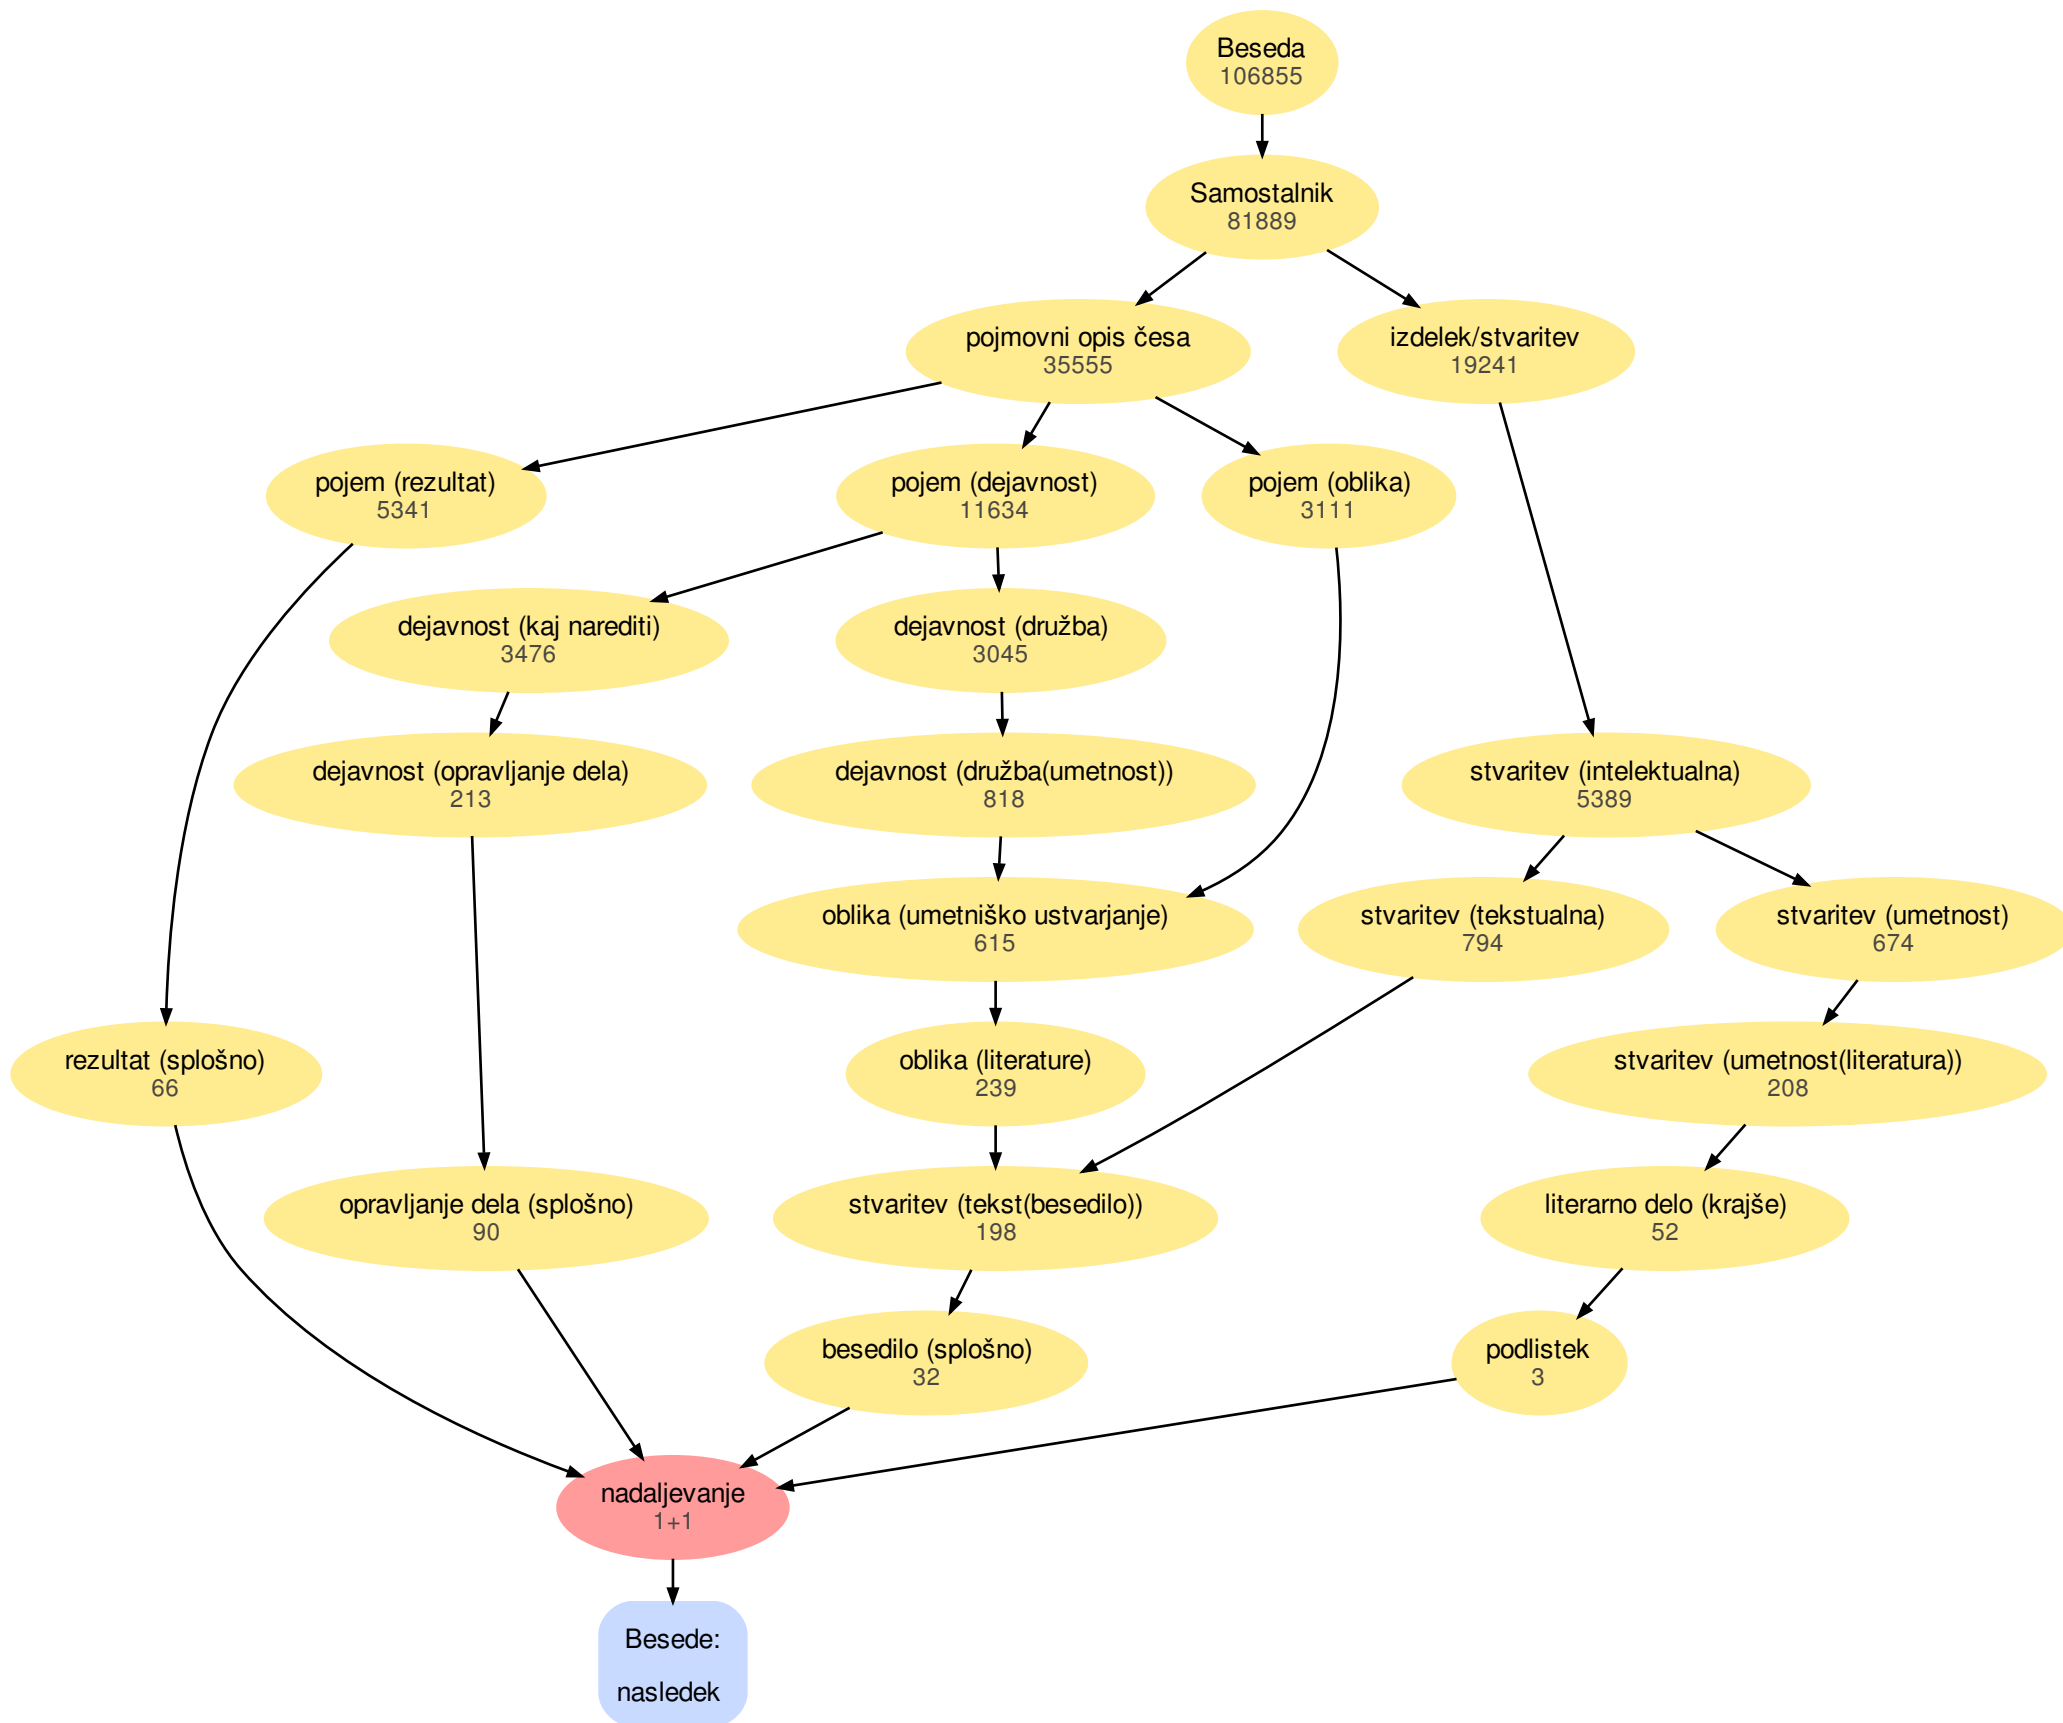 Beseda
106855
Samostalnik
81889
pojmovni opis česa
35555
izdelek/stvaritev
19241
pojem (rezultat)
5341
pojem (dejavnost)
11634
pojem (oblika)
3111
dejavnost (kaj narediti)
3476
dejavnost (družba)
3045
dejavnost (opravljanje dela)
213
dejavnost (družba(umetnost))
818
stvaritev (intelektualna)
5389
oblika (umetniško ustvarjanje)
615
stvaritev (tekstualna)
794
stvaritev (umetnost)
674
rezultat (splošno)
66
oblika (literature)
239
stvaritev (umetnost(literatura))
208
opravljanje dela (splošno)
90
stvaritev (tekst(besedilo))
198
literarno delo (krajše)
52
besedilo (splošno)
32
podlistek
3
nadaljevanje
1+1
Besede:
nasledek